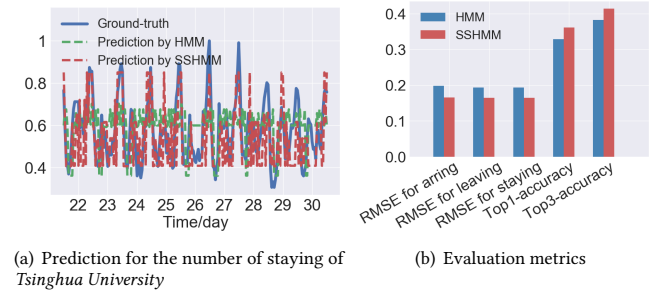 Ground-truth
Prediction by HMM
Prediction by SSHMM
1
0.8
0.6
0.4
22 23 24 25 26 27 28 29 30
Time/day
(a) Prediction for the number of staying of
Tsinghua University
HMM
SSHMM
0.4
0.3
0.2
0.1
0.0
RMSE for arring
RMSE for leaving
RMSE for staying
Top1-accuracy
Top3-accuracy
(b) Evaluation metrics